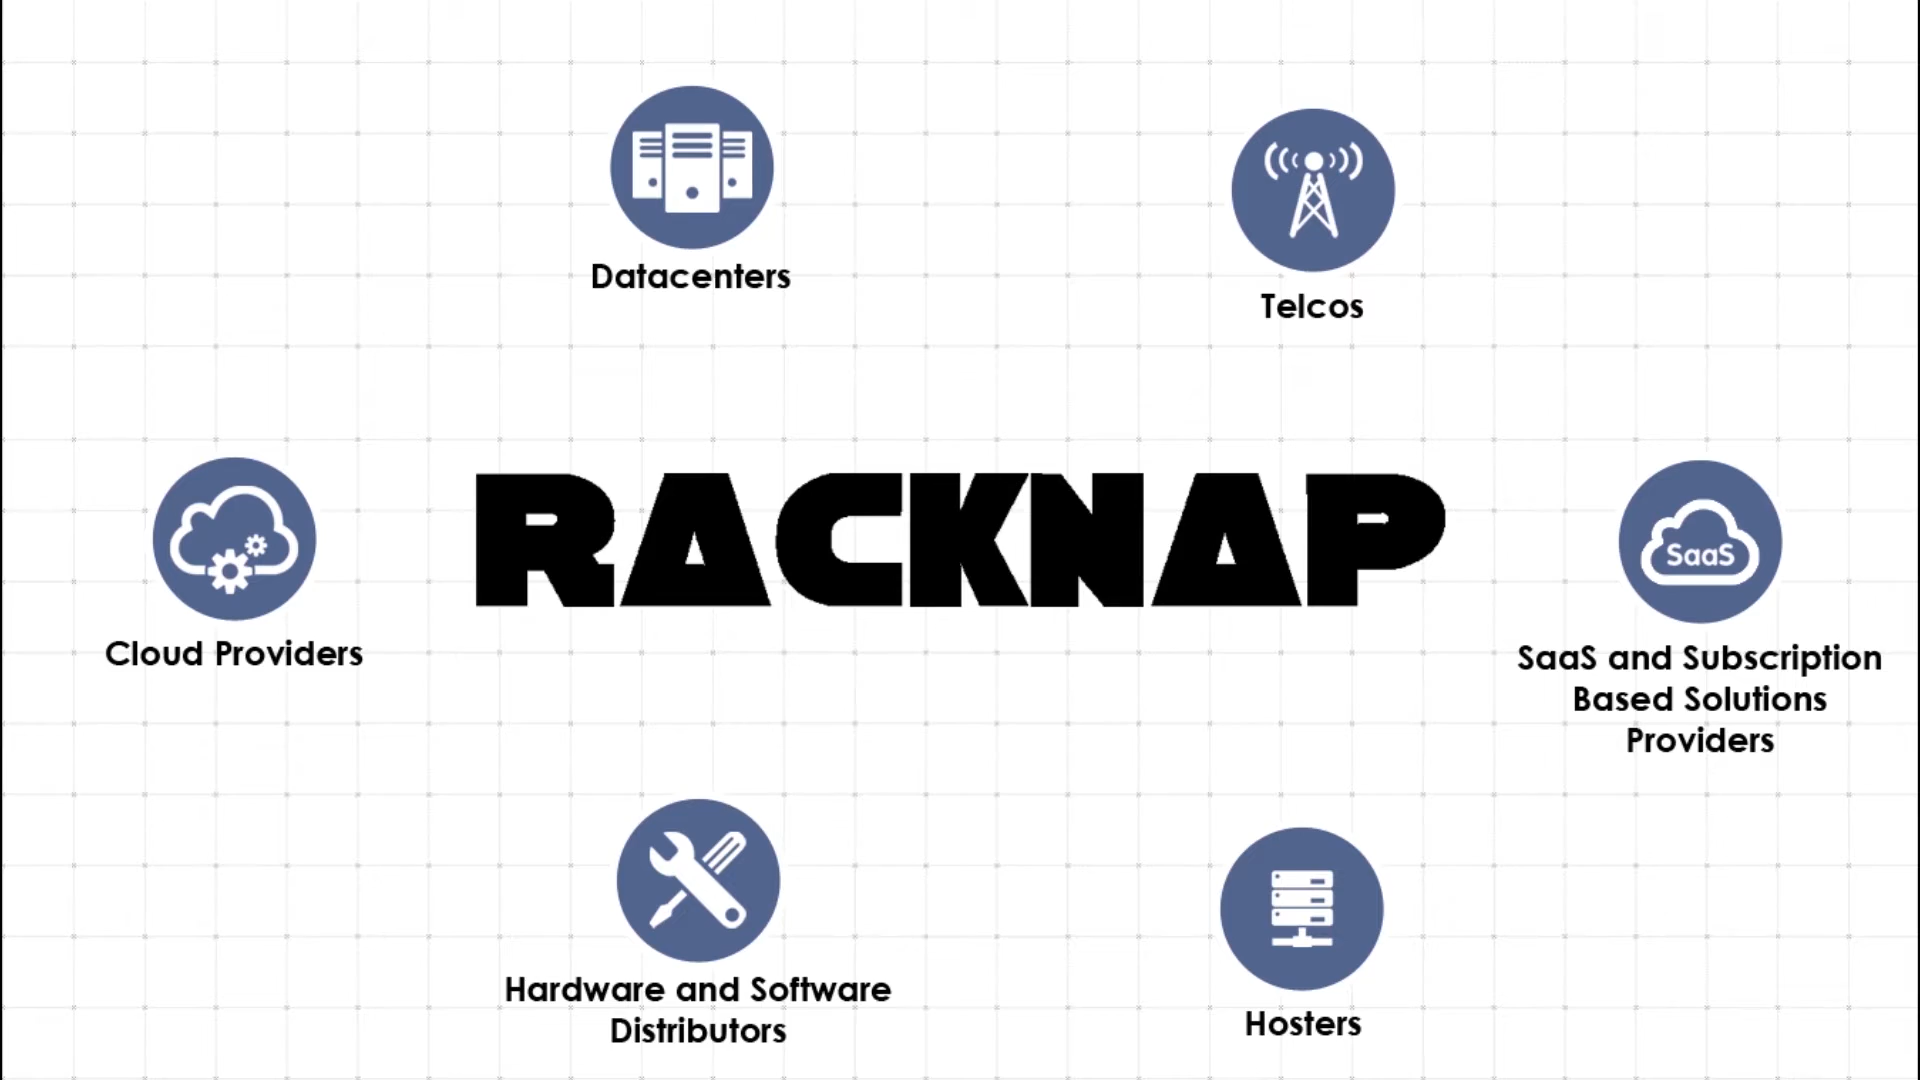 Datacenters
Telcos
RACKNAP
Cloud Providers
SaaS
SaaS and Subscription
Based Solutions
Providers
Hardware and Software
Distributors
Hosters